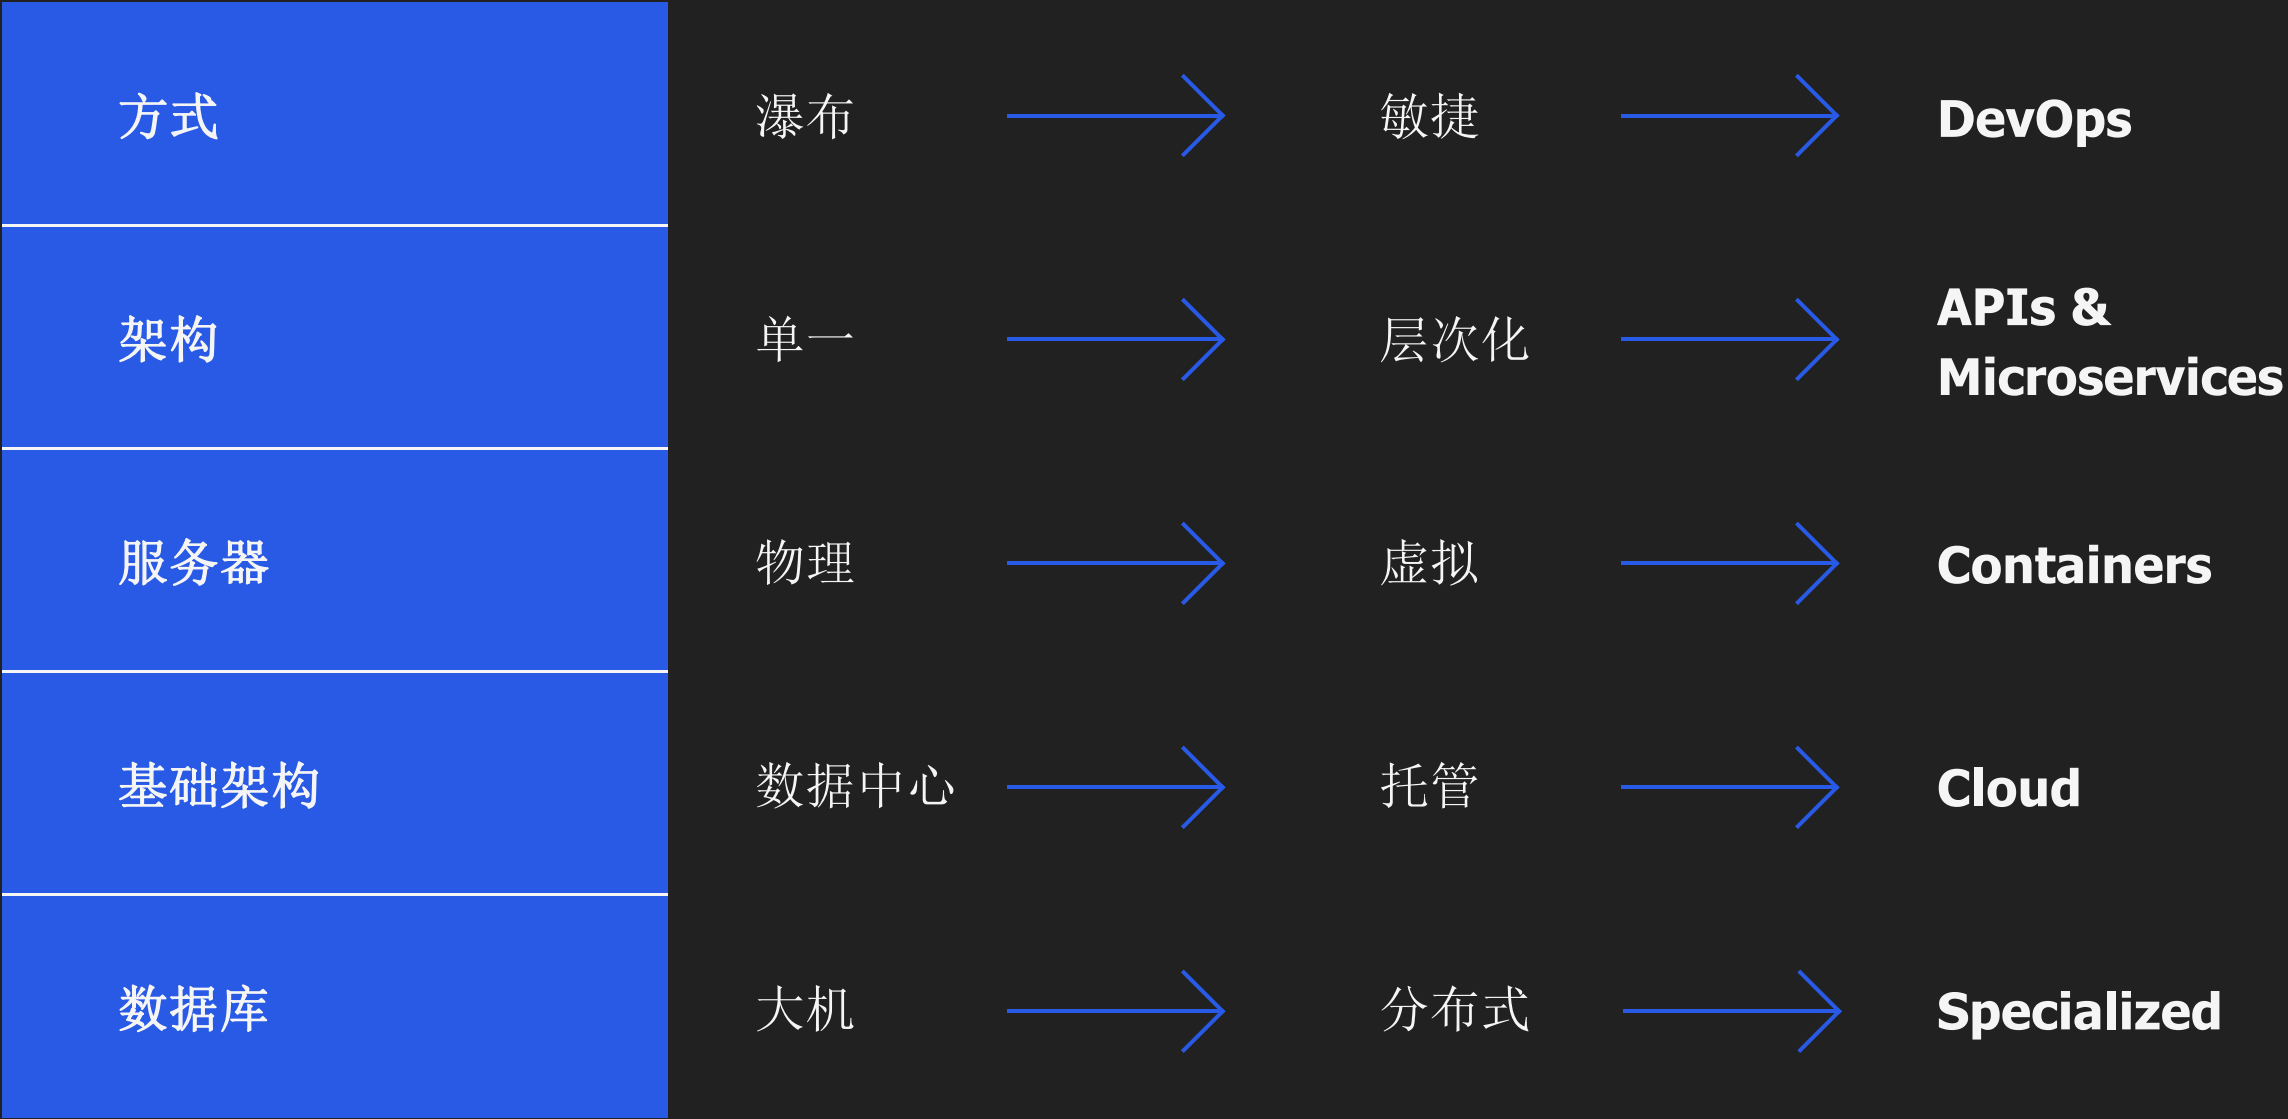 方式
瀑布
敏捷
DevOps
架构
单一
层次化
APIs &
Microservices
服务器
物理
虚拟
Containers
基础架构
数据中心
托管
Cloud
数据库
大机
分布式
Specialized